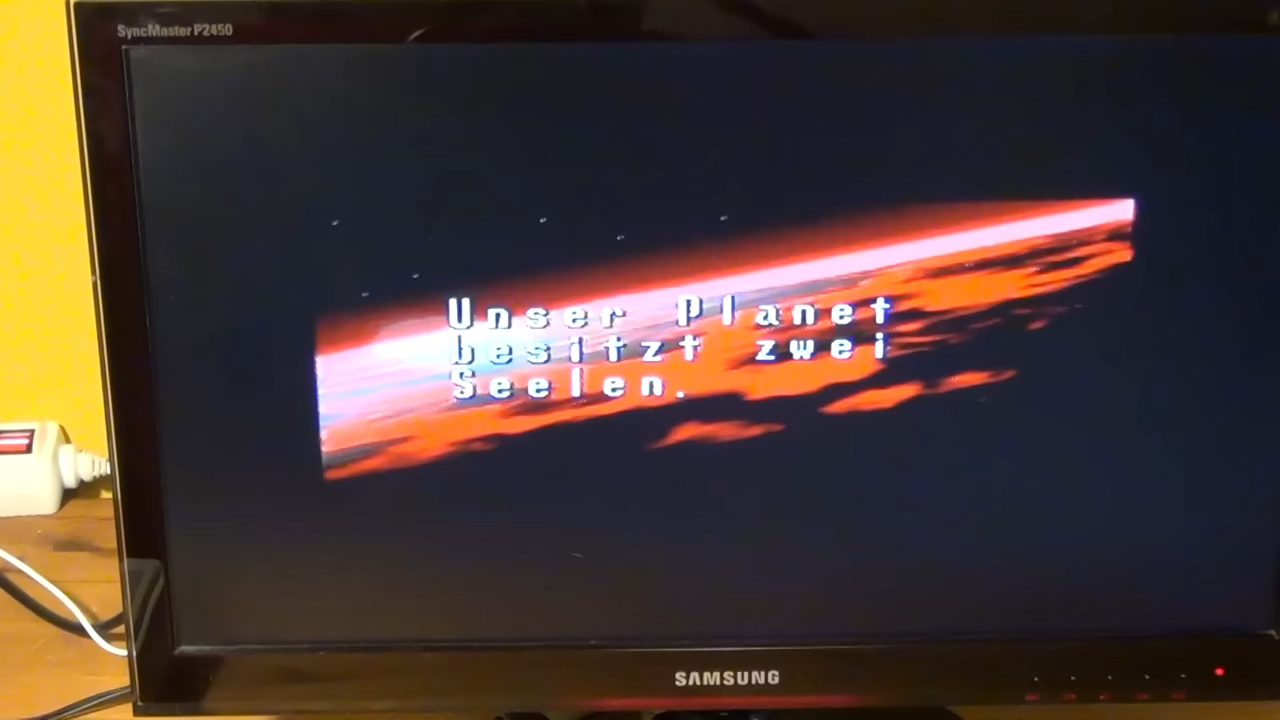 SyncMaster P2450
Unser Planet
besitzt zwei
Seelen.
SAMSUNG